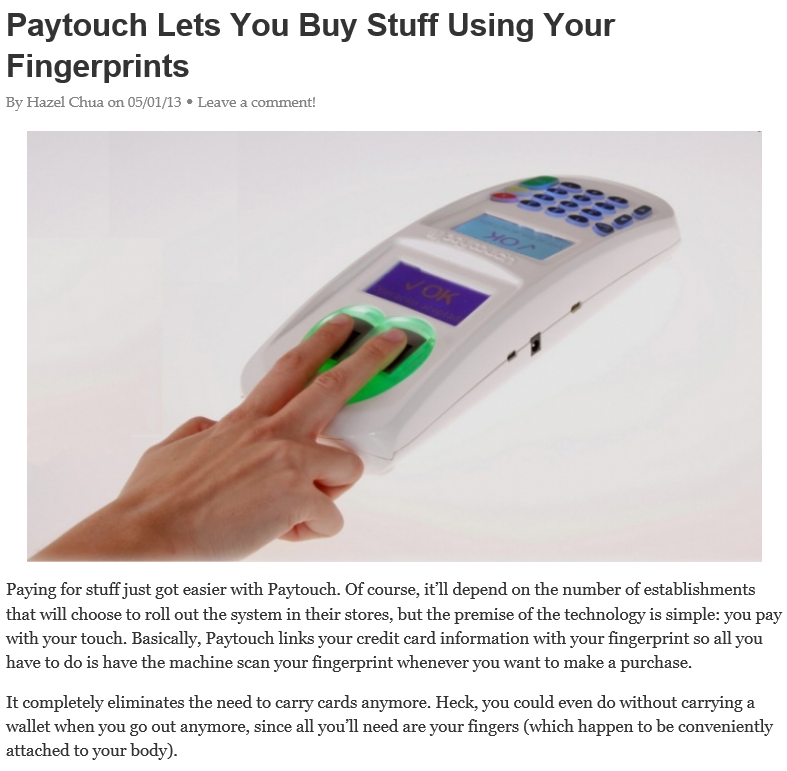 Paytouch Lets You Buy Stuff Using Your
Fingerprints
By Hazel Chua on 05/01/13 • Leave a comment!
✓OK
✓OK
Paying for stuff just got easier with Paytouch. Of course, it’ll depend on the number of establishments
that will choose to roll out the system in their stores, but the premise of the technology is simple: you pay
with your touch. Basically, Paytouch links your credit card information with your fingerprint so all you
have to do is have the machine scan your fingerprint whenever you want to make a purchase.
It completely eliminates the need to carry cards anymore. Heck, you could even do without carrying a
wallet when you go out anymore, since all you’ll need are your fingers (which happen to be conveniently
attached to your body).